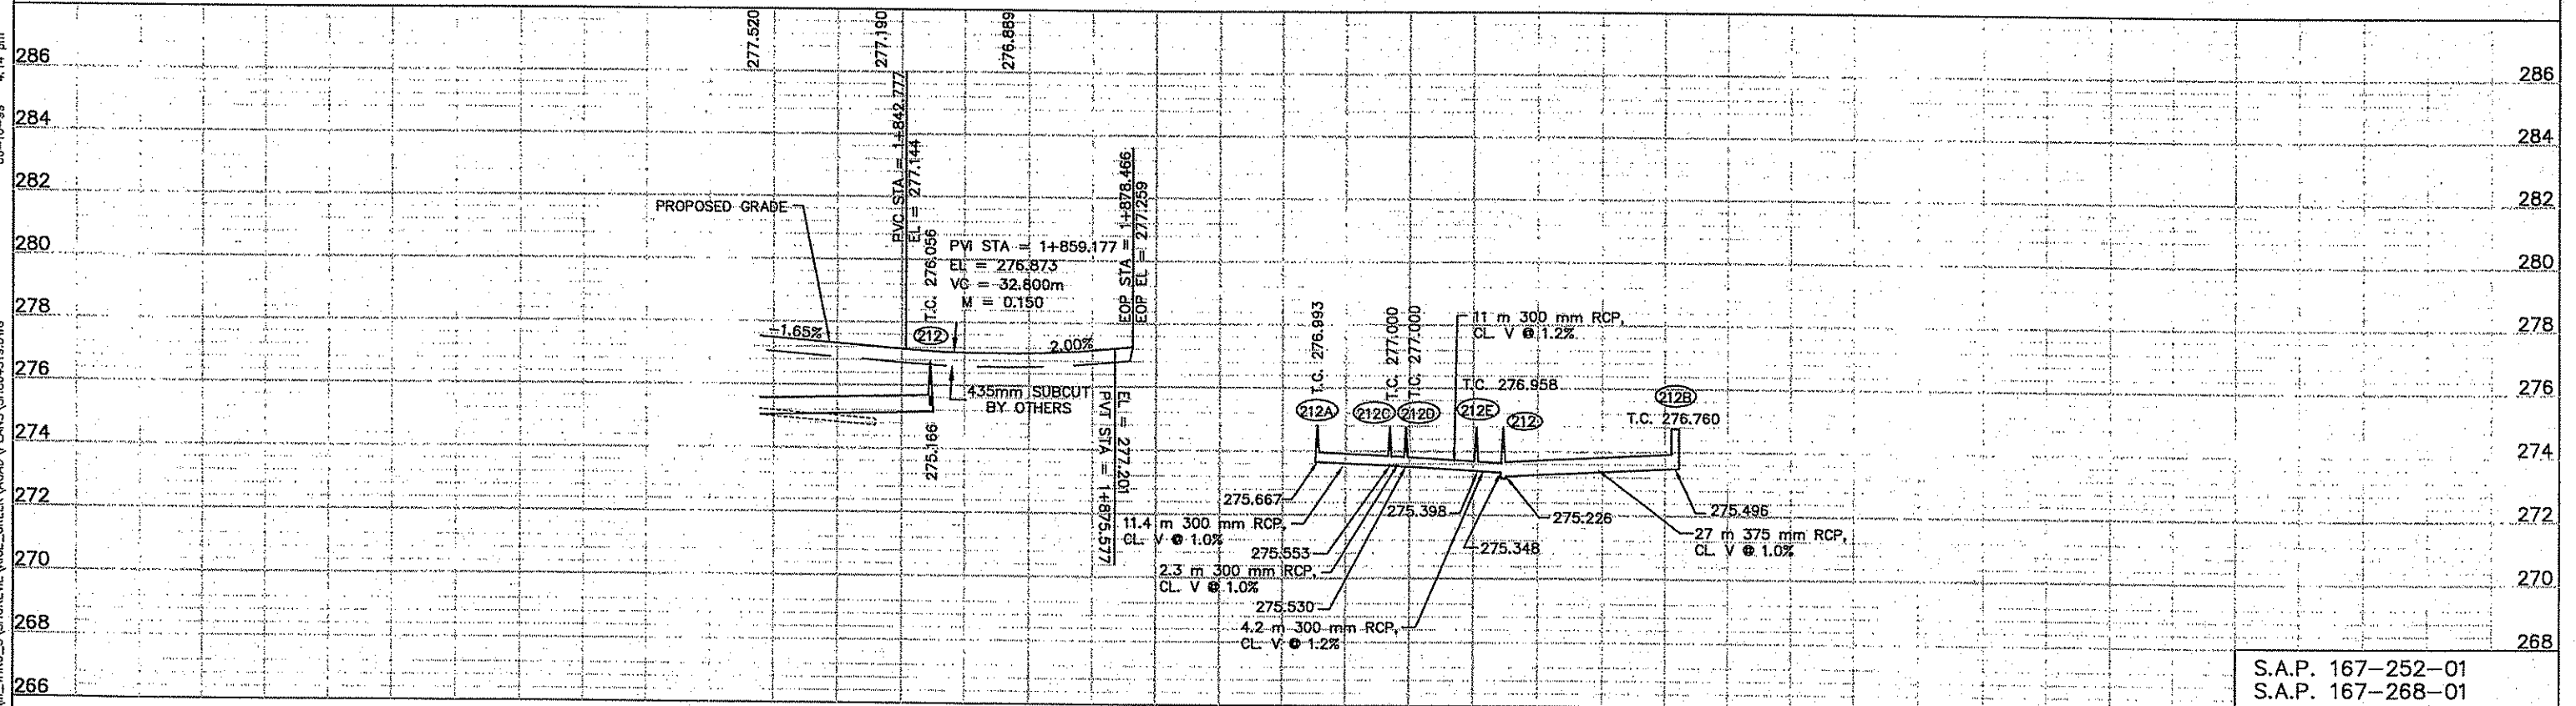 277.520
277.190
276.889
286
286
284
284
282
282
280
280
278
278
276
276
274
274
272
272
270
270
268
268
266
PVC STA = 1+842.777
EL = 277.144
PROPOSED GRADE
T.C. 276.056
PVI STA = 1+859.177
EL = 276.873
VC = 32.800m
M = 0.150
EOP STA = 1+878.466
EOP EL = 277.259
-1.65%
212
2.00%
435mm SUBCUT
BY OTHERS
275.166
PVT STA = 1+875.577
EL = 277.201
T.C. 276.993
T.C. 277.000
T.C. 277.000
11 m 300 mm RCP,
CL. V @ 1.2%
T.C. 276.958
212A
212C
212D
212E
212
212B
T.C. 276.760
275.667
11.4 m 300 mm RCP,
CL. V @ 1.0%
275.553
2.3 m 300 mm RCP,
CL. V @ 1.0%
275.530
4.2 m 300 mm RCP,
CL. V @ 1.2%
275.398
275.348
275.226
275.496
27 m 375 mm RCP,
CL. V @ 1.0%
S.A.P. 167-252-01
S.A.P. 167-268-01
4:14 pm